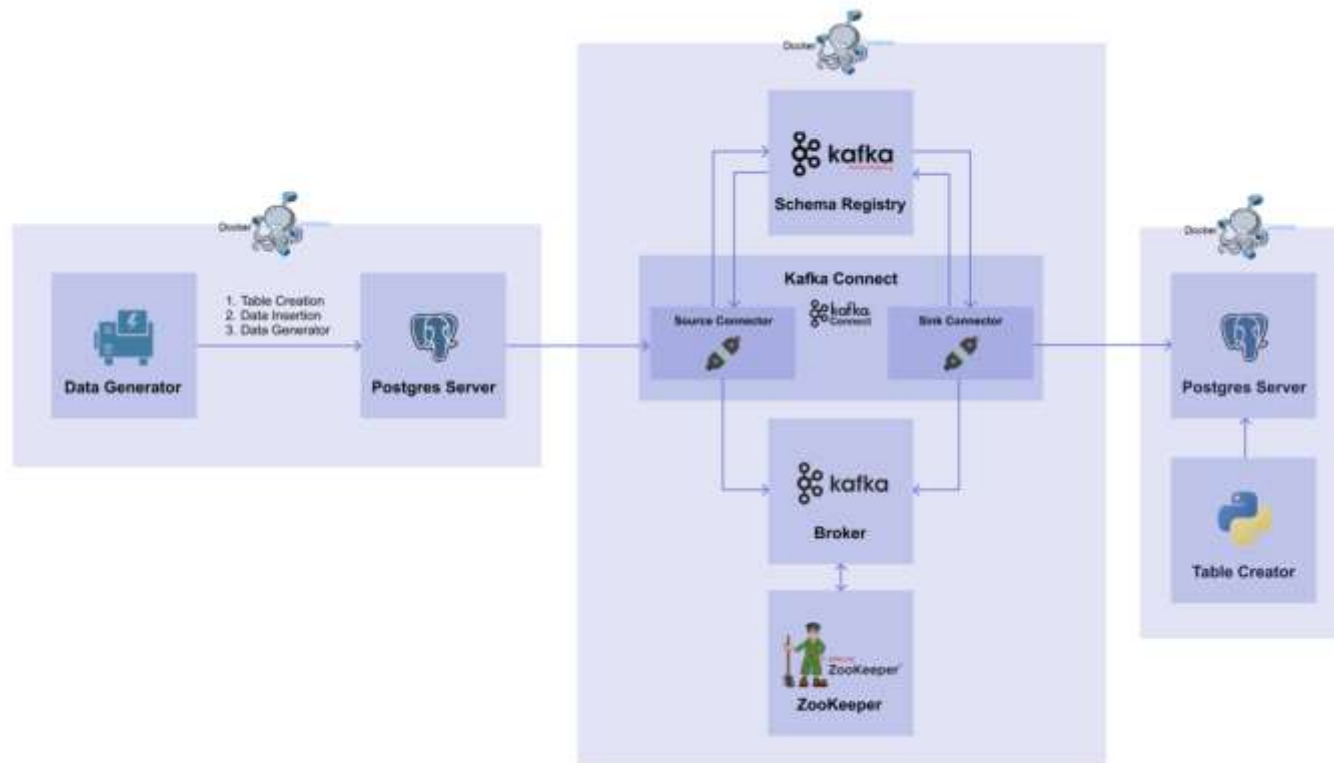 Docker
kafka
Schema Registry
Docker
Docker
Kafka Connect
1. Table Creation
2. Data Insertion
3. Data Generator
Source Connector
kafka
Connect
Sink Connector
Data Generator
Postgres Server
Postgres Server
kafka
Broker
Table Creator
ZooKeeper
ZooKeeper